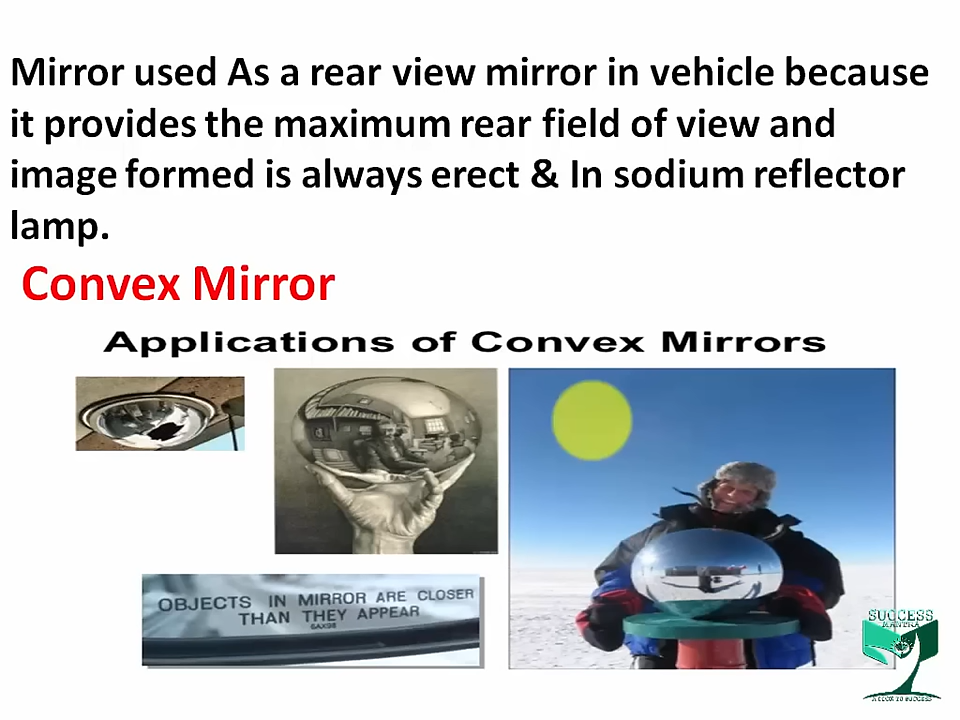 Mirror used As a rear view mirror in vehicle because
it provides the maximum rear field of view and
image formed is always erect & In sodium reflector
lamp.
Convex Mirror
Applications of Convex Mirrors
OBJECTS IN MIRROR ARE CLOSER
THAN THEY APPEAR
SUCCESS
MANTRA